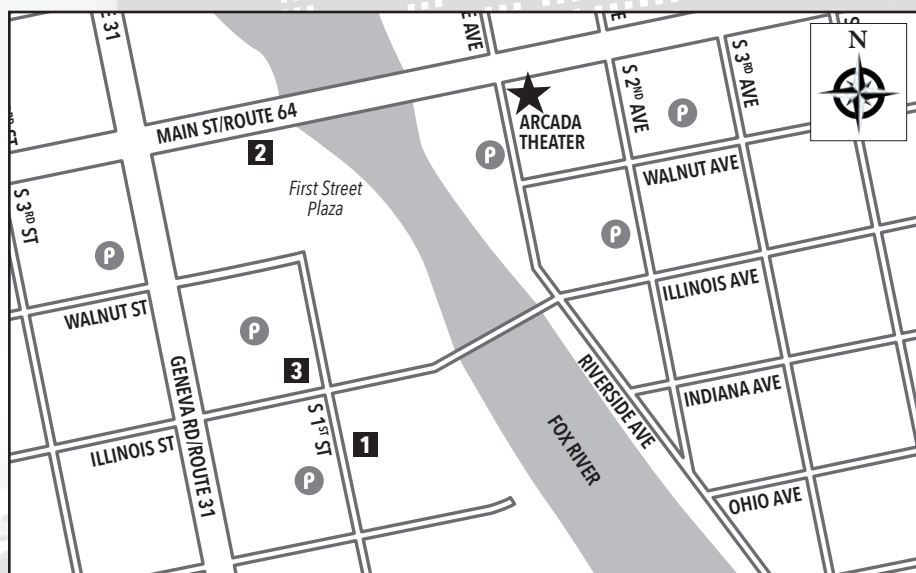 E 31
E AVE
E
S
N
S 2ND AVE
S 3RD AVE
MAIN ST/ROUTE 64
ARCADA
THEATER
P
P
2
WALNUT AVE
First Street
Plaza
S 3RD ST
P
P
ILLINOIS AVE
WALNUT ST
P
GENEVA RD/ROUTE 31
3
RIVERSIDE AVE
INDIANA AVE
S 1ST ST
1
FOX RIVER
ILLINOIS ST
P
OHIO AVE